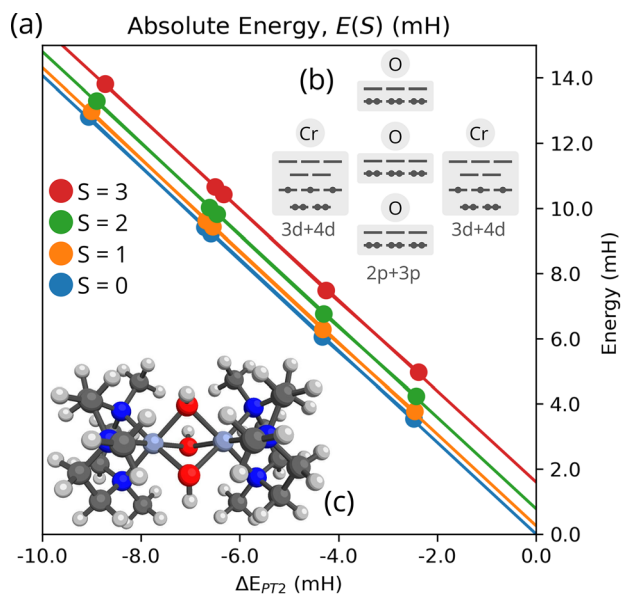 (a)
Absolute Energy, E(S) (mH)
(b)
O
Cr
O
Cr
O
3d+4d
3d+4d
2p+3p
S = 3
S = 2
S = 1
S = 0
(c)
14.0
12.0
10.0
8.0
6.0
4.0
2.0
0.0
Energy (mH)
-10.0 -8.0 -6.0 -4.0 -2.0 0.0
ΔE_PT2 (mH)